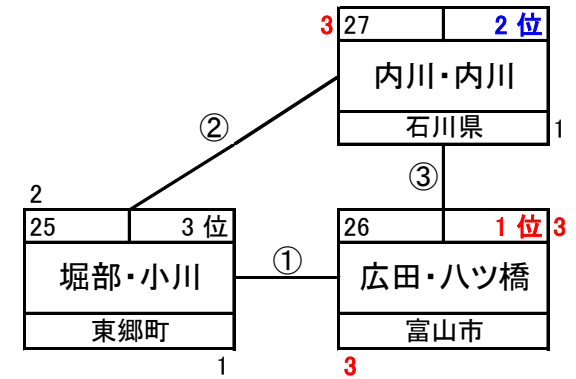 3 27 2 位
内川・内川
石川県 1
②
③
2
25 3 位
26 1 位 3
堀部・小川
①
広田・八ツ橋
東郷町
富山市
1
3